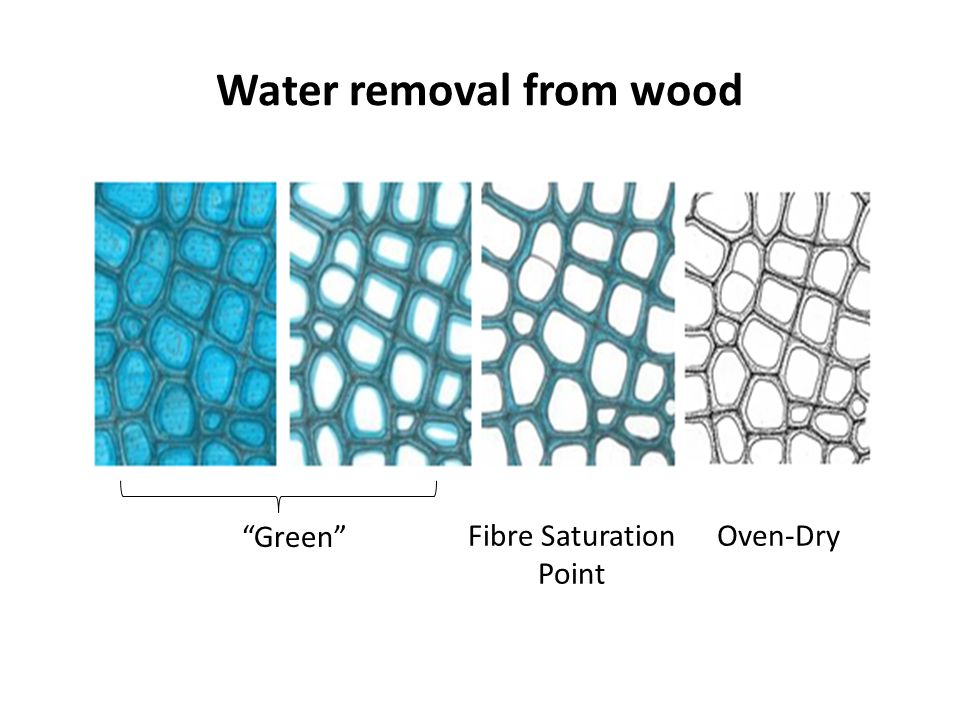 Water removal from wood
“Green”
Fibre Saturation
Point
Oven-Dry